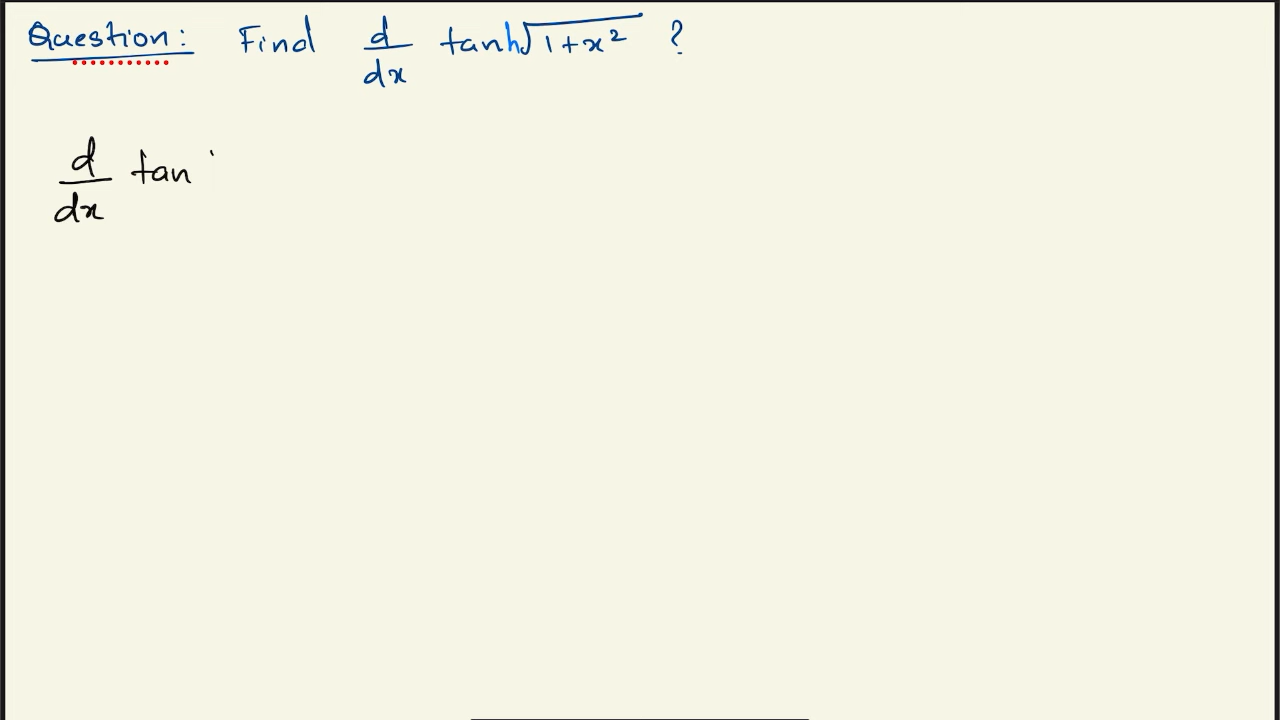 Question: Find d/dx tanh√(1+x²) ?
d/dx tan